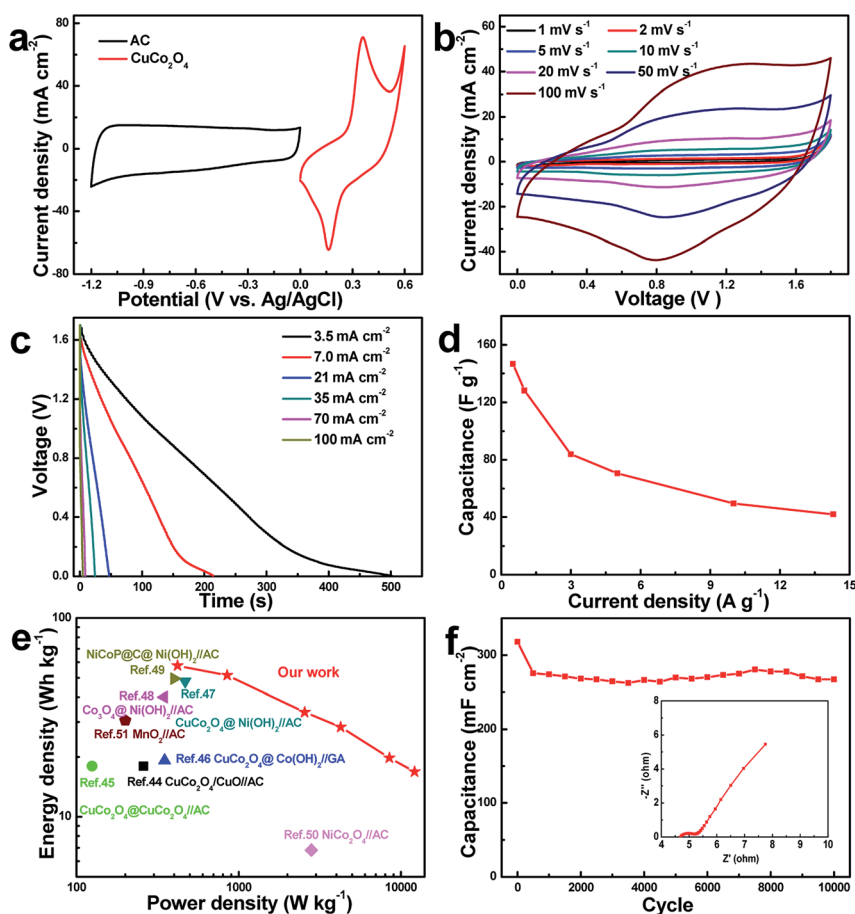 a
AC
CuCo₂O₄
Current density (mA cm⁻²)
80
40
0
-40
-80
-1.2 -0.9 -0.6 -0.3 0.0 0.3 0.6
Potential (V vs. Ag/AgCl)
b
1 mV s⁻¹ 2 mV s⁻¹
5 mV s⁻¹ 10 mV s⁻¹
20 mV s⁻¹ 50 mV s⁻¹
100 mV s⁻¹
Current density (mA cm⁻²)
60
40
20
0
-20
-40
0.0 0.4 0.8 1.2 1.6
Voltage (V )
c
3.5 mA cm⁻²
7.0 mA cm⁻²
21 mA cm⁻²
35 mA cm⁻²
70 mA cm⁻²
100 mA cm⁻²
Voltage (V)
1.6
1.2
0.8
0.4
0.0
0 100 200 300 400 500
Time (s)
d
Capacitance (F g⁻¹)
160
120
80
40
0
0 3 6 9 12 15
Current density (A g⁻¹)
e
Energy density (Wh kg⁻¹)
100
10
NiCoP@C@ Ni(OH)₂//AC
Ref.49
Our work
Ref.48
Ref.47
Co₃O₄@ Ni(OH)₂//AC
CuCo₂O₄@ Ni(OH)₂//AC
Ref.51 MnO₂//AC
Ref.46 CuCo₂O₄@ Co(OH)₂//GA
Ref.45
Ref.44 CuCo₂O₄/CuO//AC
CuCo₂O₄@CuCo₂O₄//AC
Ref.50 NiCo₂O₄//AC
100 1000 10000
Power density (W kg⁻¹)
f
Capacitance (mF cm⁻²)
300
150
0
0 2000 4000 6000 8000 10000
Cycle
-Z'' (ohm)
8
6
4
2
0
4 5 6 7 8 9 10
Z' (ohm)